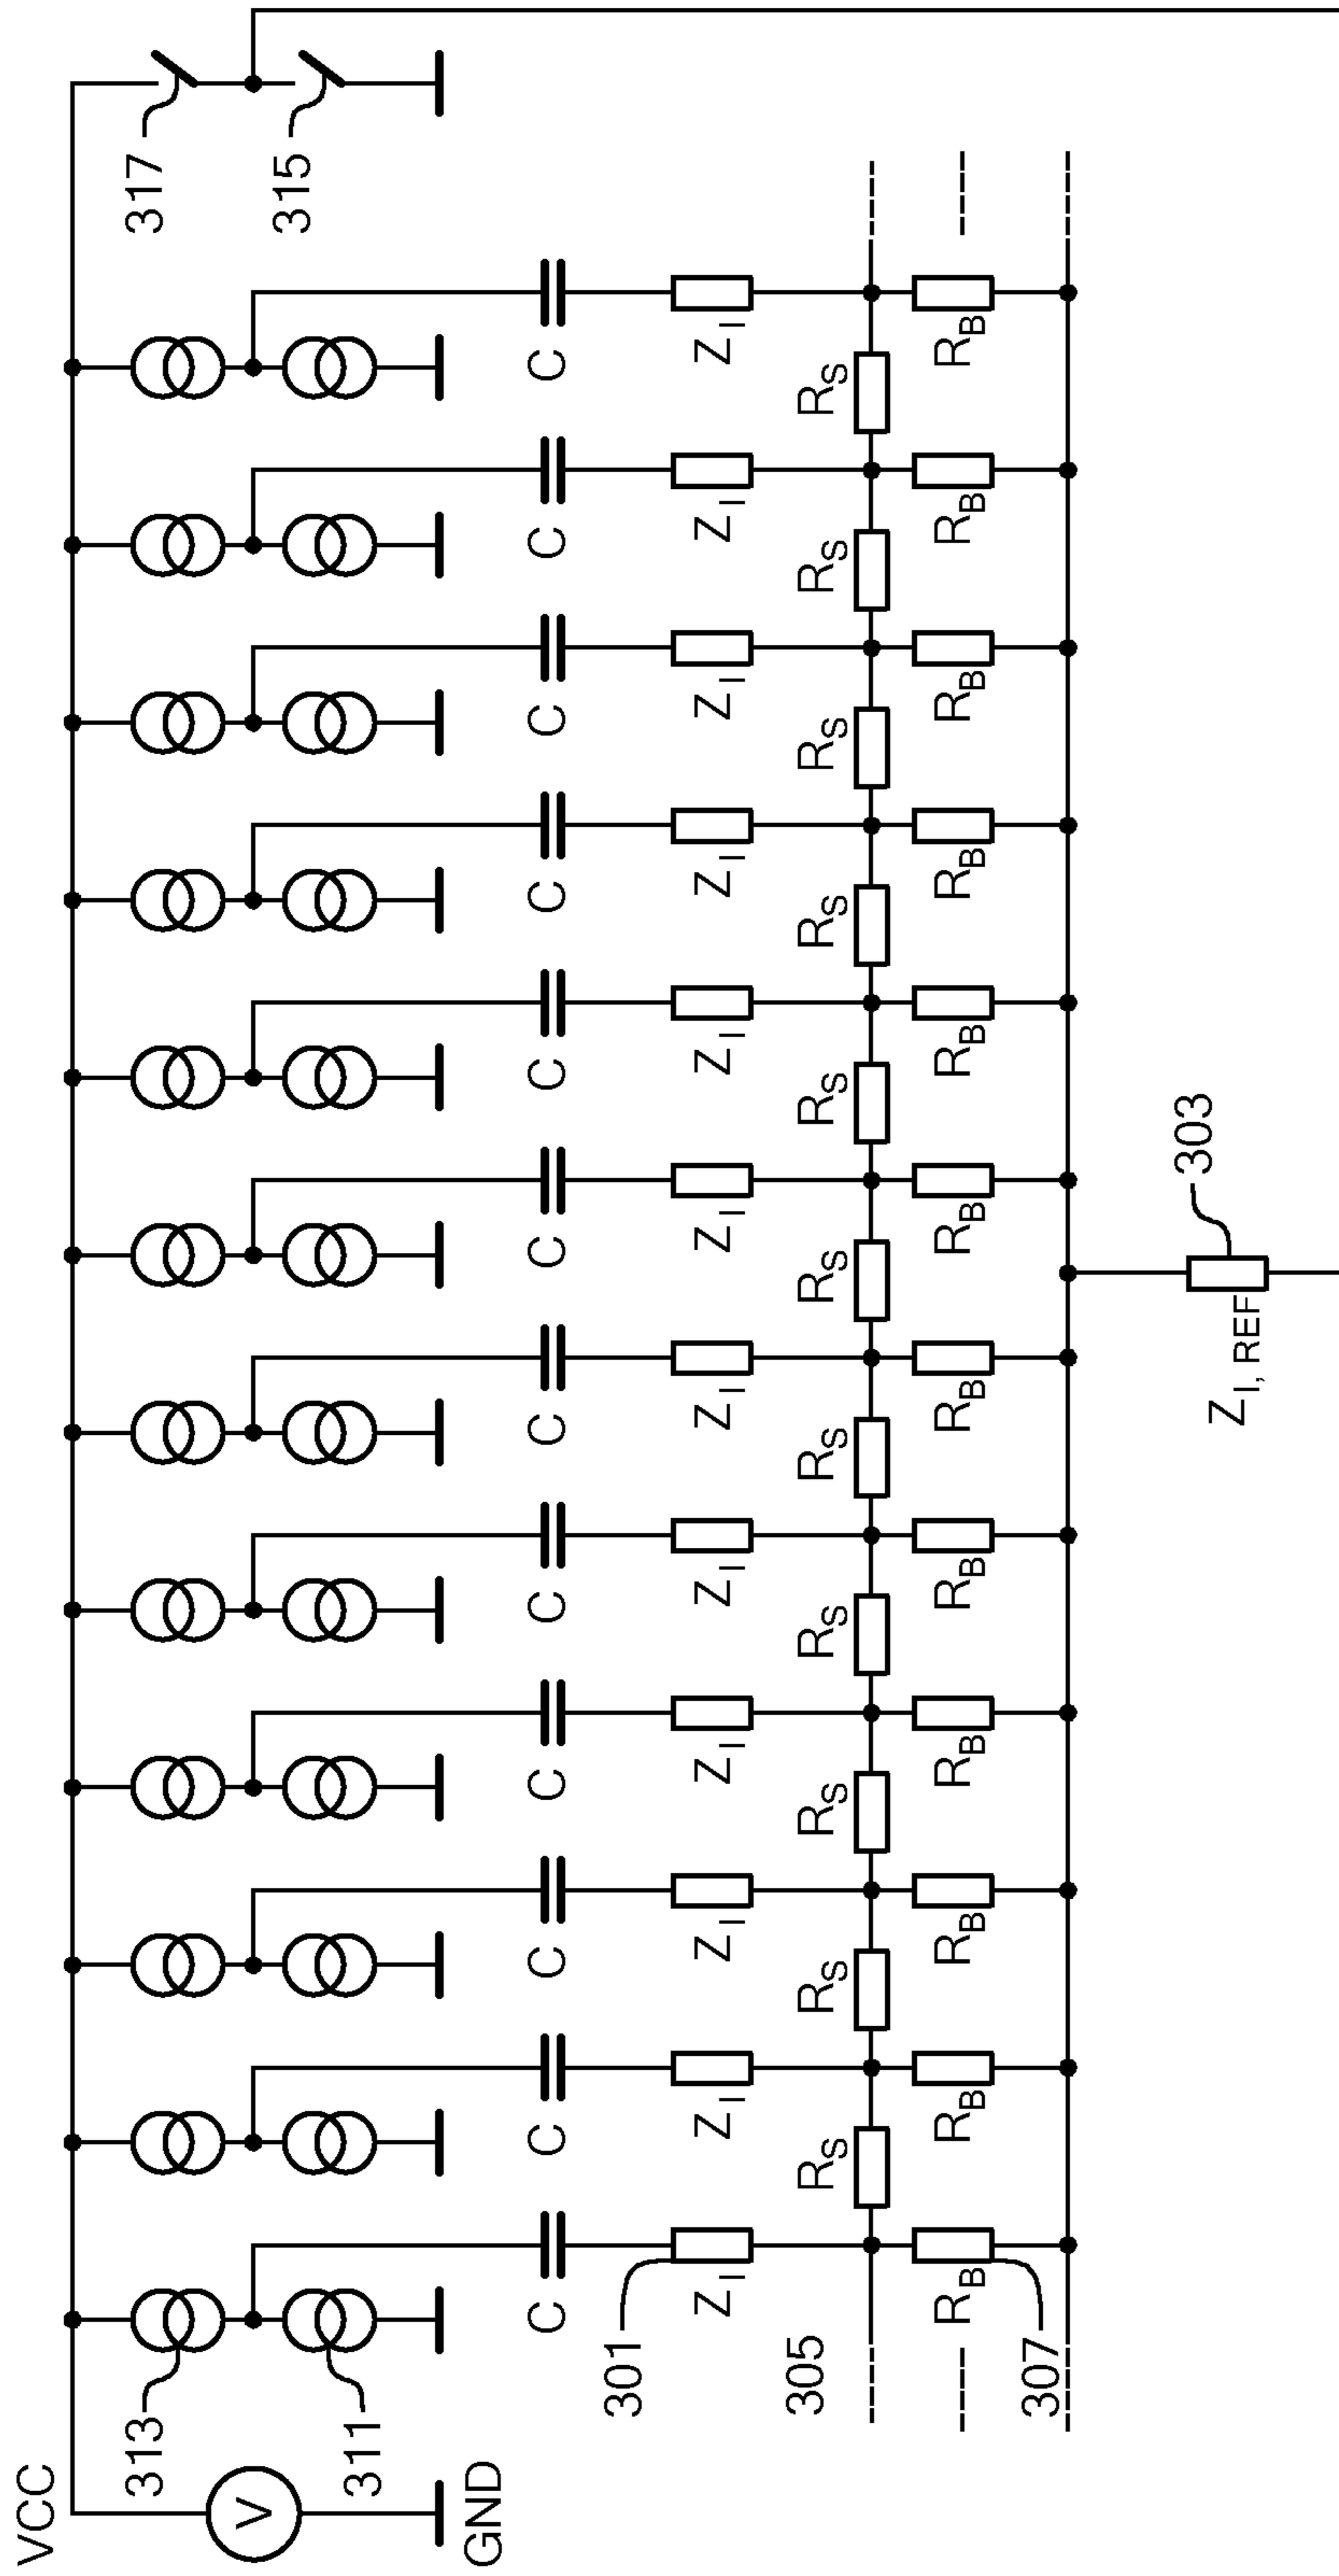 VCC
313 317
V
315
311
GND
C C C C C C C C C C C C
301
Z_I Z_I Z_I Z_I Z_I Z_I Z_I Z_I Z_I Z_I Z_I Z_I
305
R_S R_S R_S R_S R_S R_S R_S R_S R_S R_S R_S
R_B R_B R_B R_B R_B R_B R_B R_B R_B R_B R_B R_B
307
303
Z_I, REF